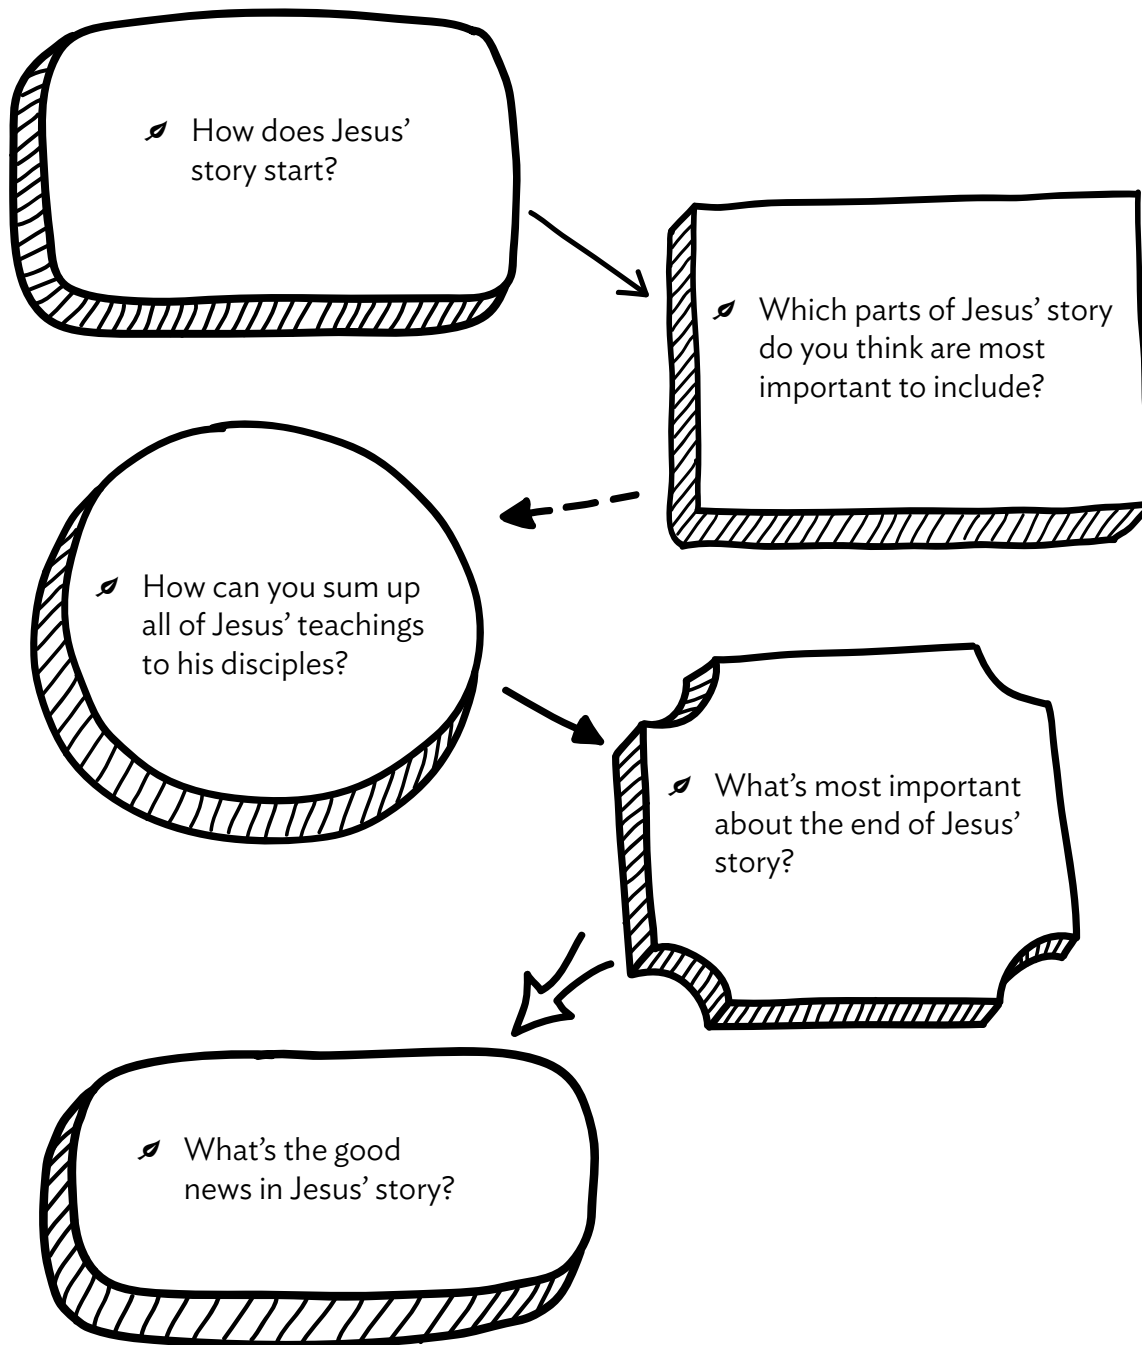 How does Jesus’
story start?
Which parts of Jesus’ story
do you think are most
important to include?
How can you sum up
all of Jesus’ teachings
to his disciples?
What’s most important
about the end of Jesus’
story?
What’s the good
news in Jesus’ story?